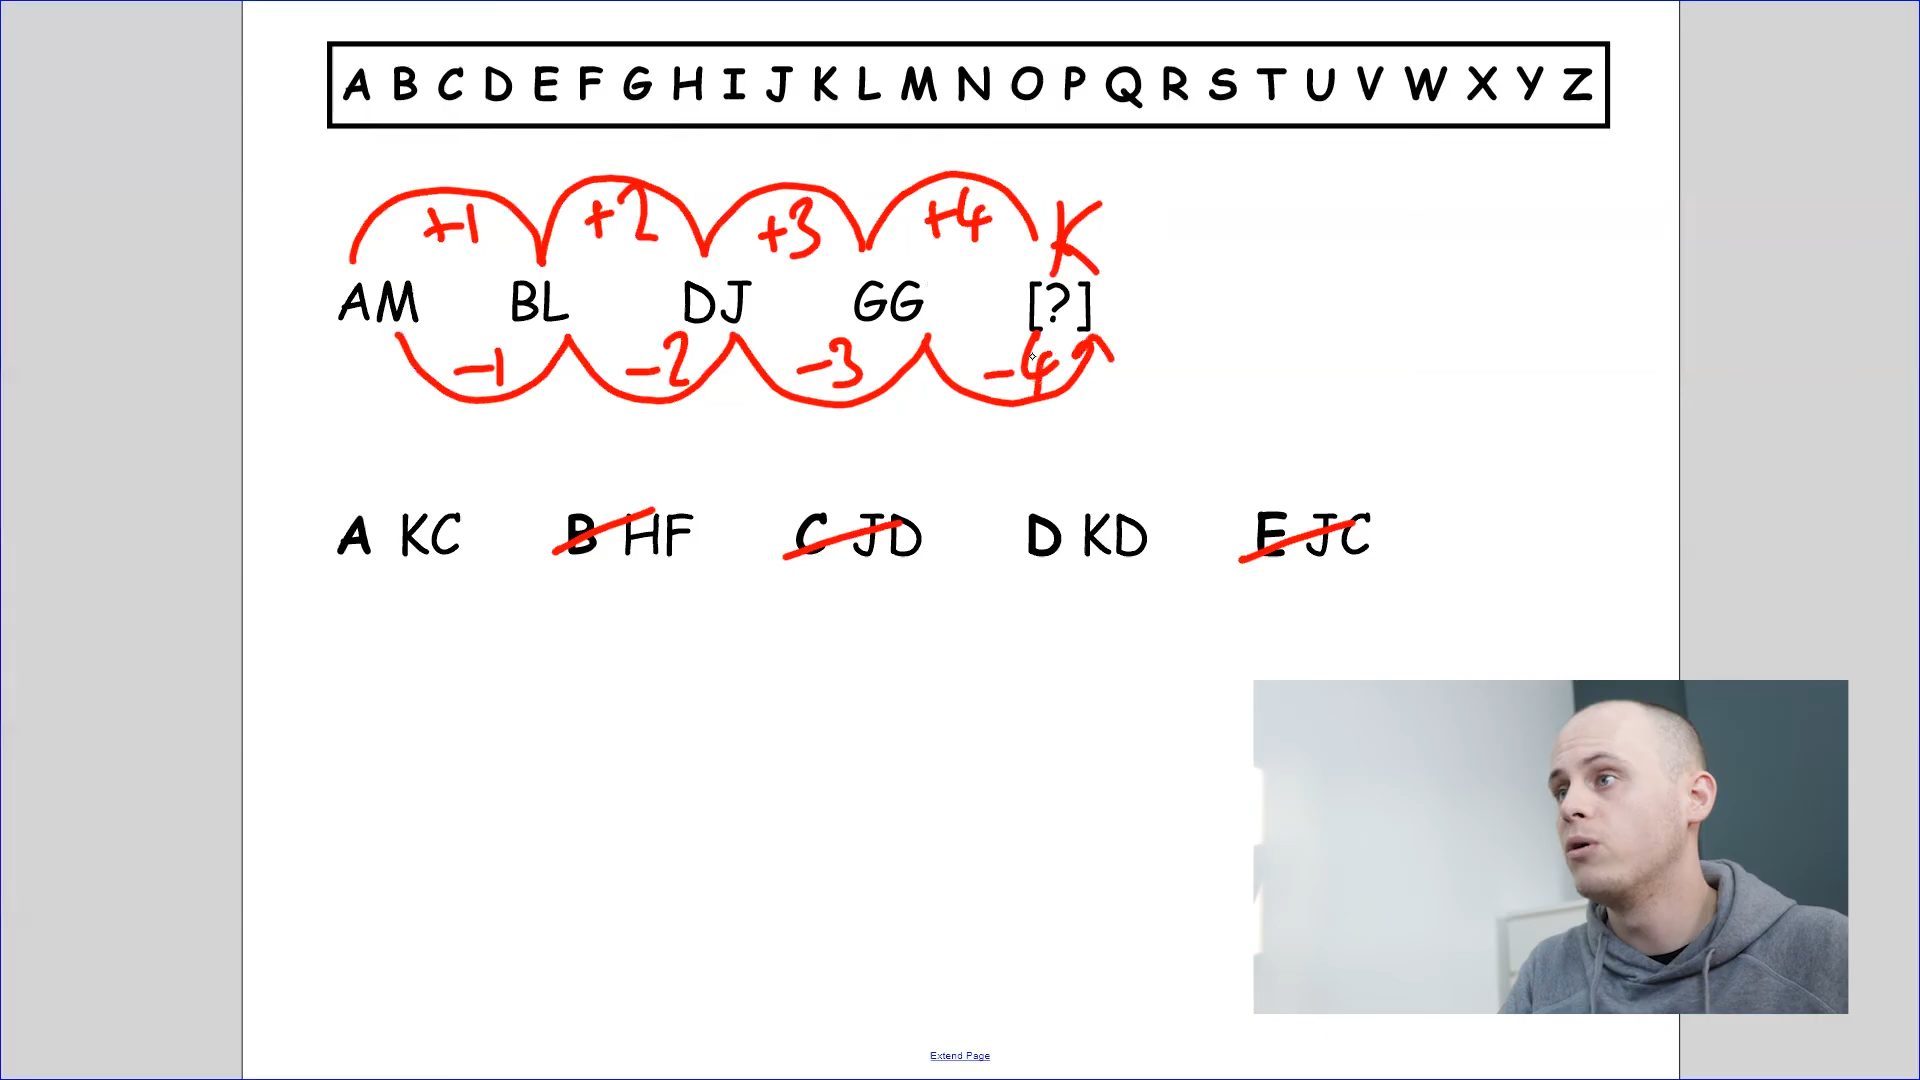 A B C D E F G H I J K L M N O P Q R S T U V W X Y Z
+1 +2 +3 +4 K
AM BL DJ GG [?]
-1 -2 -3 -4
A KC B HF C JD D KD E JC
Extend Page